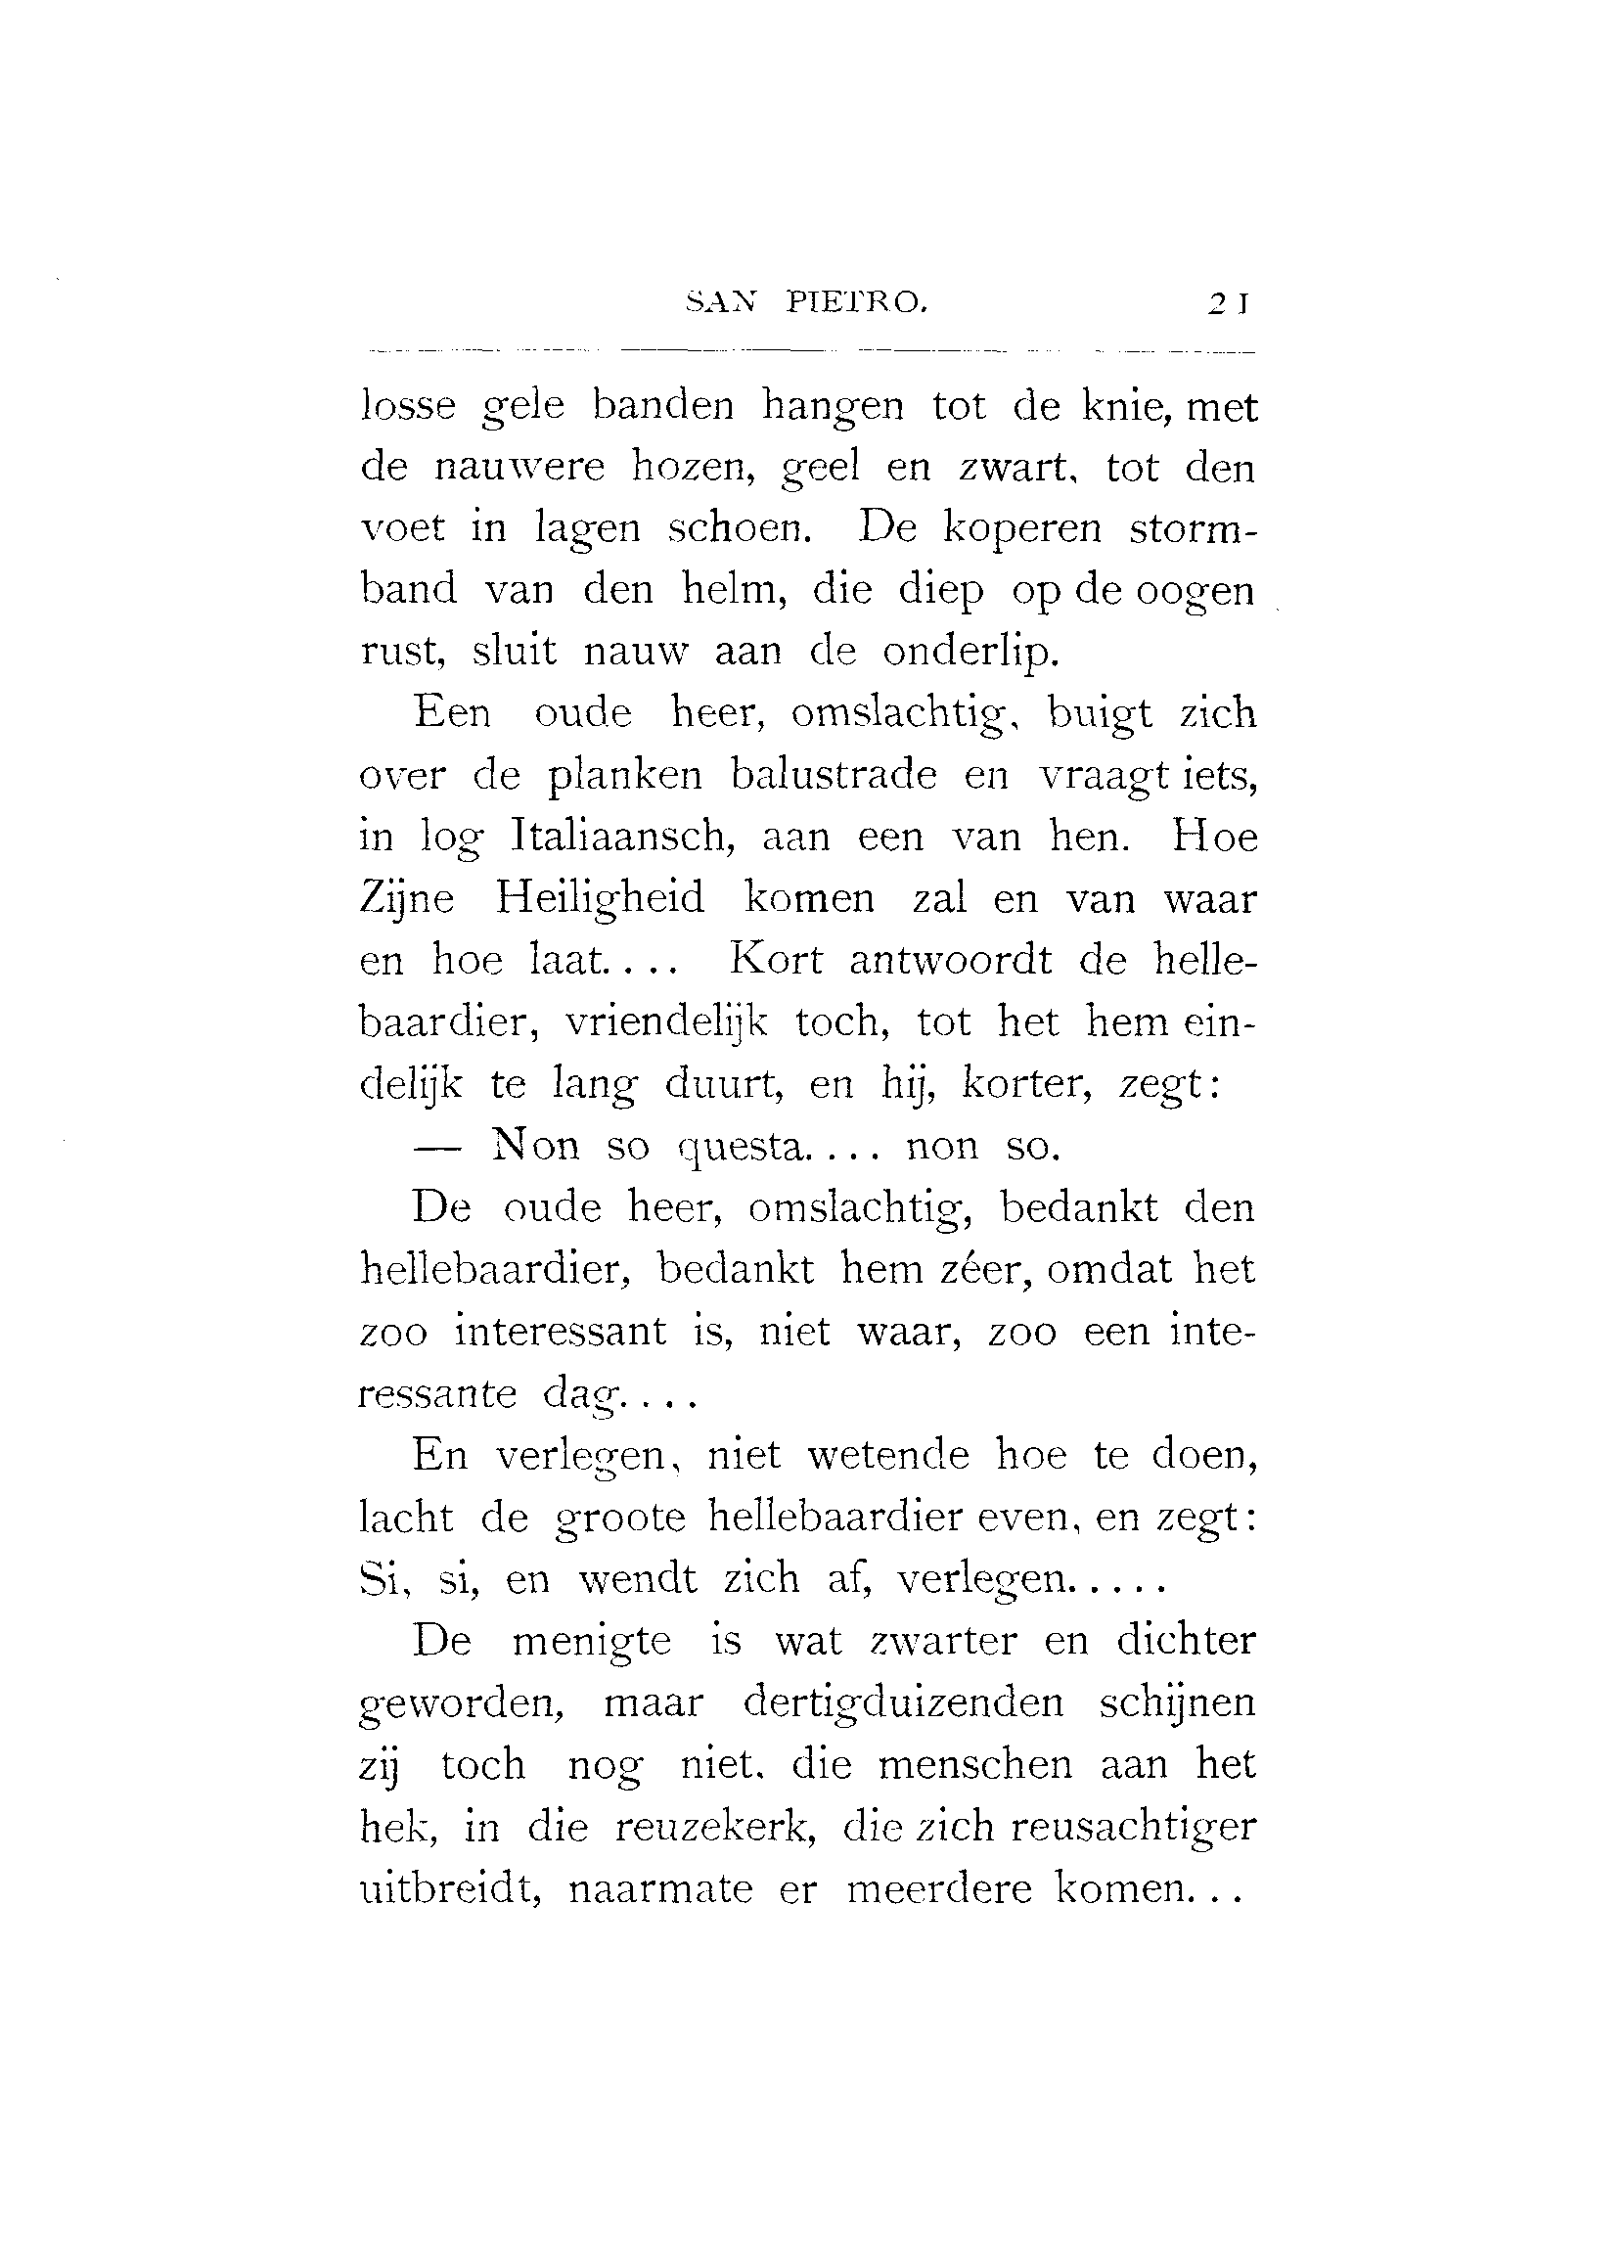 SAN PIETRO. 21
losse gele banden hangen tot de knie, met
de nauwere hozen, geel en zwart, tot den
voet in lagen schoen. De koperen storm-
band van den helm, die diep op de oogen
rust, sluit nauw aan de onderlip.
Een oude heer, omslachtig, buigt zich
over de planken balustrade en vraagt iets,
in log Italiaansch, aan een van hen. Hoe
Zijne Heiligheid komen zal en van waar
en hoe laat.... Kort antwoordt de helle-
baardier, vriendelijk toch, tot het hem ein-
delijk te lang duurt, en hij, korter, zegt:
— Non so questa.... non so.
De oude heer, omslachtig, bedankt den
hellebaardier, bedankt hem zéer, omdat het
zoo interessant is, niet waar, zoo een inte-
ressante dag....
En verlegen, niet wetende hoe te doen,
lacht de groote hellebaardier even, en zegt:
Si, si, en wendt zich af, verlegen.....
De menigte is wat zwarter en dichter
geworden, maar dertigduizenden schijnen
zij toch nog niet, die menschen aan het
hek, in die reuzekerk, die zich reusachtiger
uitbreidt, naarmate er meerdere komen...